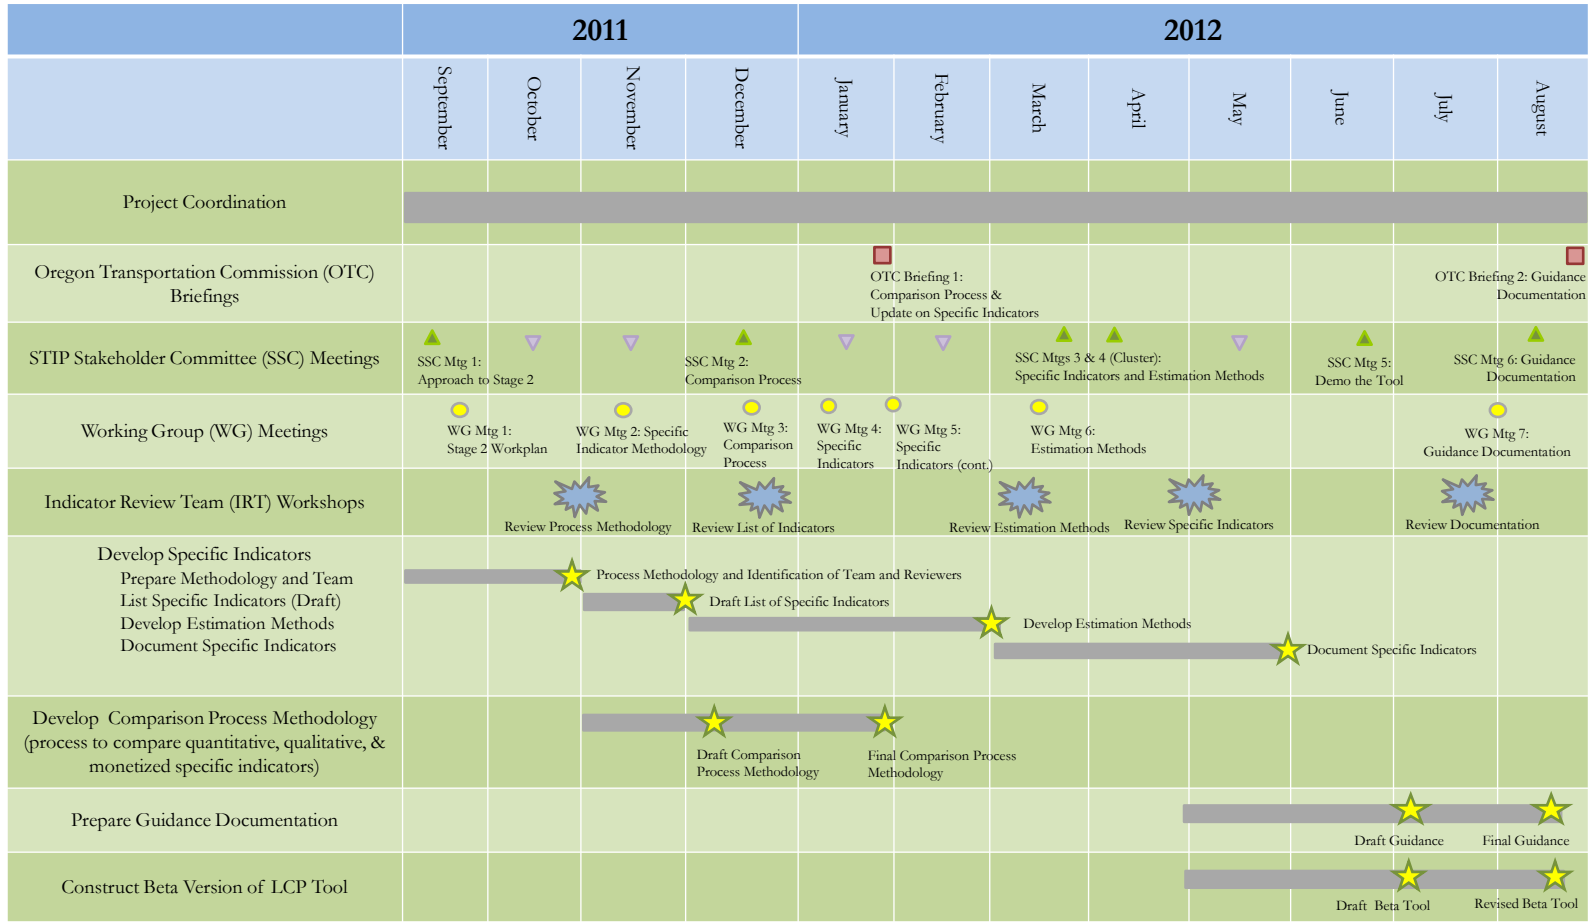 2011
2012
September
October
November
December
January
February
March
April
May
June
July
August
Project Coordination
Oregon Transportation Commission (OTC)
Briefings
OTC Briefing 1:
Comparison Process &
Update on Specific Indicators
OTC Briefing 2: Guidance
Documentation
STIP Stakeholder Committee (SSC) Meetings
SSC Mtg 1:
Approach to Stage 2
SSC Mtg 2:
Comparison Process
SSC Mtgs 3 & 4 (Cluster):
Specific Indicators and Estimation Methods
SSC Mtg 5:
Demo the Tool
SSC Mtg 6: Guidance
Documentation
Working Group (WG) Meetings
WG Mtg 1:
Stage 2 Workplan
WG Mtg 2: Specific
Indicator Methodology
WG Mtg 3:
Comparison
Process
WG Mtg 4:
Specific
Indicators
WG Mtg 5:
Specific
Indicators (cont.)
WG Mtg 6:
Estimation Methods
WG Mtg 7:
Guidance Documentation
Indicator Review Team (IRT) Workshops
Review Process Methodology
Review List of Indicators
Review Estimation Methods
Review Specific Indicators
Review Documentation
Develop Specific Indicators
Prepare Methodology and Team
List Specific Indicators (Draft)
Develop Estimation Methods
Document Specific Indicators
Process Methodology and Identification of Team and Reviewers
Draft List of Specific Indicators
Develop Estimation Methods
Document Specific Indicators
Develop Comparison Process Methodology
(process to compare quantitative, qualitative, &
monetized specific indicators)
Draft Comparison
Process Methodology
Final Comparison Process
Methodology
Prepare Guidance Documentation
Draft Guidance
Final Guidance
Construct Beta Version of LCP Tool
Draft Beta Tool
Revised Beta Tool